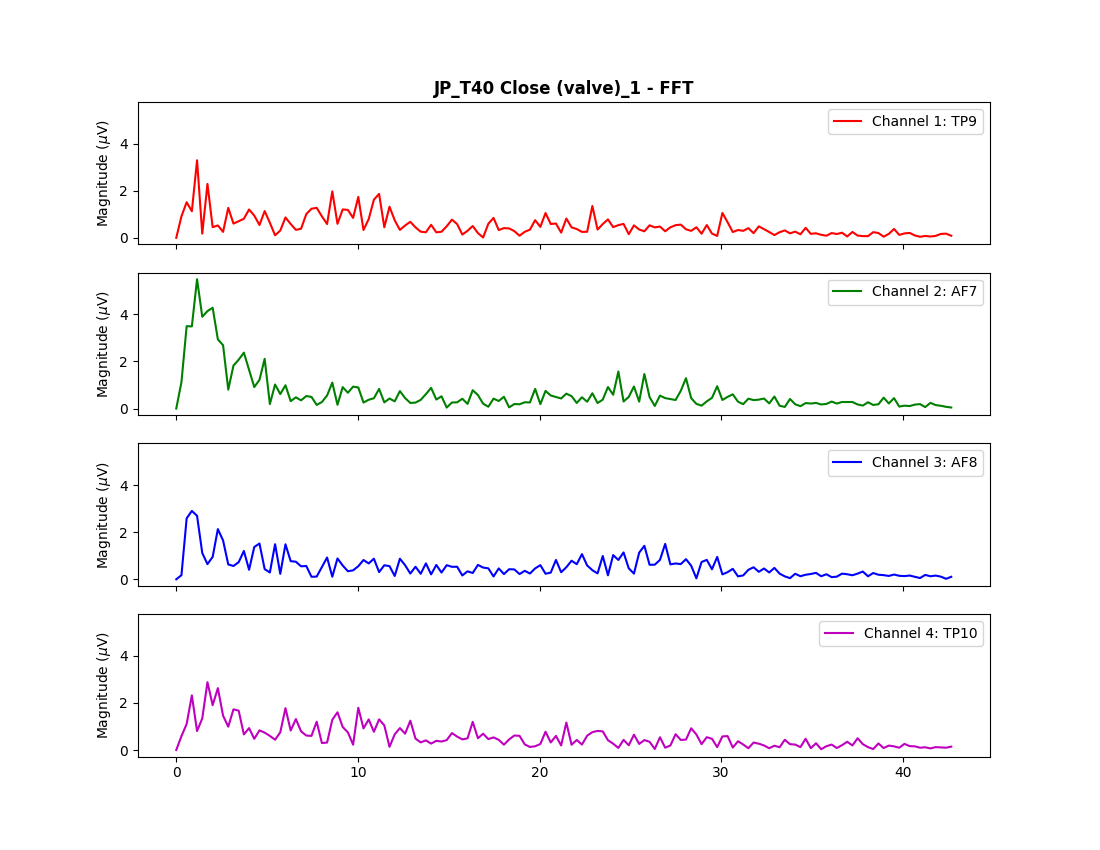 JP_T40 Close (valve)_1 - FFT
Magnitude (μV)
4
2
0
Channel 1: TP9
Magnitude (μV)
4
2
0
Channel 2: AF7
Magnitude (μV)
4
2
0
Channel 3: AF8
Magnitude (μV)
4
2
0
Channel 4: TP10
0 10 20 30 40